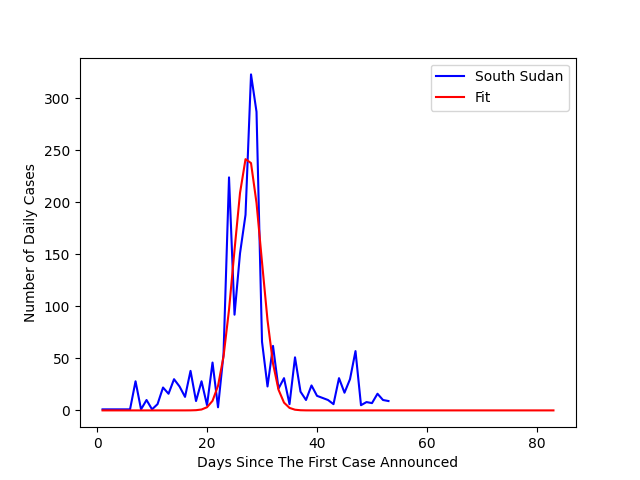 South Sudan
Fit
300
250
200
150
100
50
0
Number of Daily Cases
0 20 40 60 80
Days Since The First Case Announced